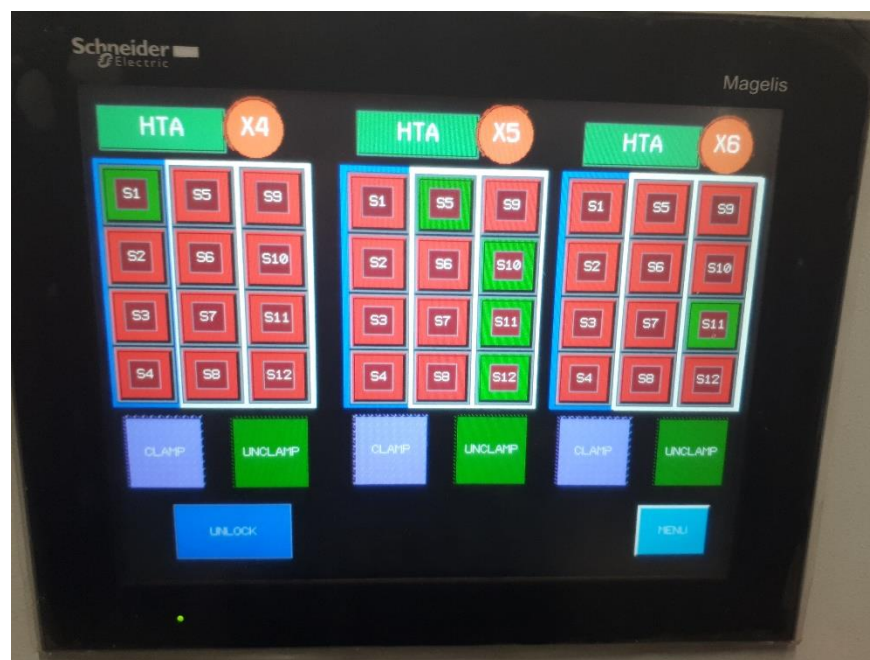 Schneider
Electric
Magelis
HTA X4
HTA X5
HTA X6
S1 S5 S9
S2 S6 S10
S3 S7 S11
S4 S8 S12
S1 S5 S9
S2 S6 S10
S3 S7 S11
S4 S8 S12
S1 S5 S9
S2 S6 S10
S3 S7 S11
S4 S8 S12
CLAMP UNCLAMP
CLAMP UNCLAMP
CLAMP UNCLAMP
UNLOCK
MENU